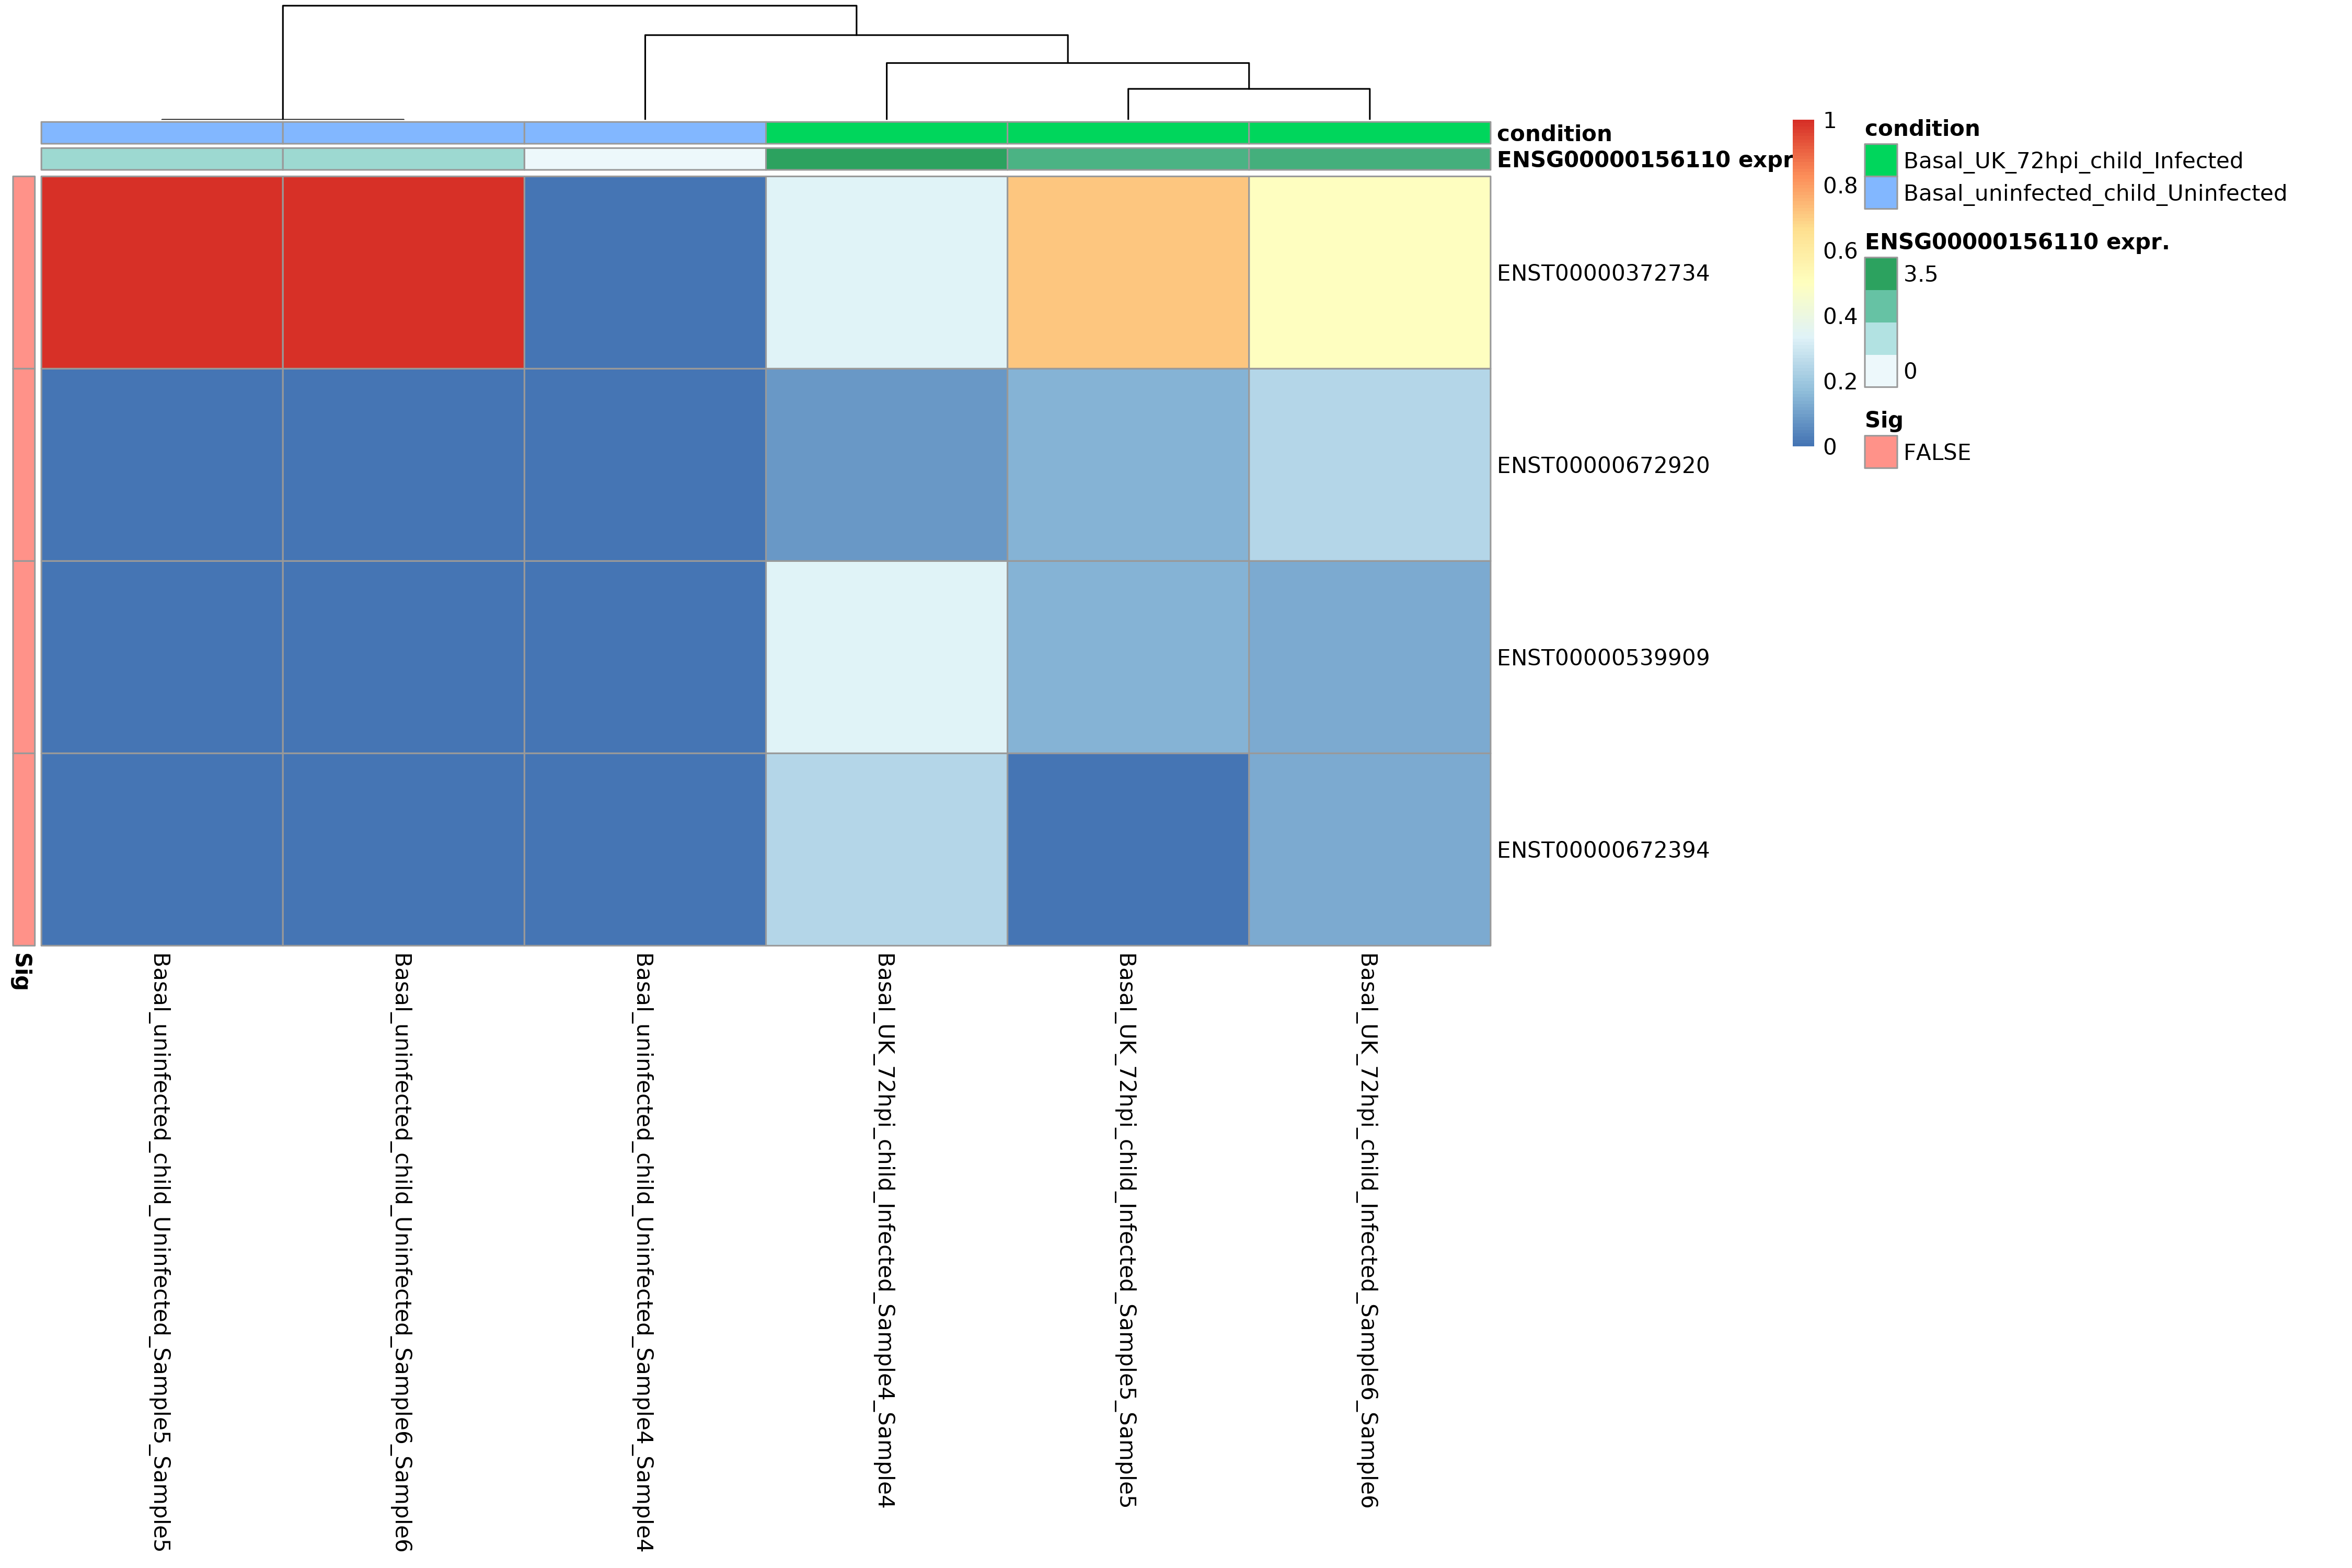 condition
ENSG00000156110 expr
ENST00000372734
ENST00000672920
ENST00000539909
ENST00000672394
1
0.8
0.6
0.4
0.2
0
condition
Basal_UK_72hpi_child_Infected
Basal_uninfected_child_Uninfected
ENSG00000156110 expr.
3.5
0
Sig
FALSE
Sig
Basal_uninfected_child_Uninfected_Sample5_Sample5
Basal_uninfected_child_Uninfected_Sample6_Sample6
Basal_uninfected_child_Uninfected_Sample4_Sample4
Basal_UK_72hpi_child_Infected_Sample4_Sample4
Basal_UK_72hpi_child_Infected_Sample5_Sample5
Basal_UK_72hpi_child_Infected_Sample6_Sample6